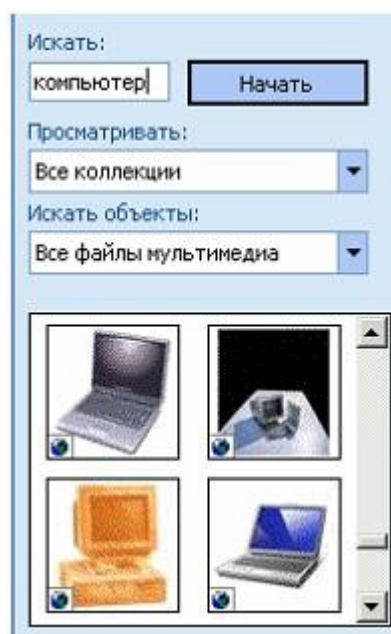 Искать:
компьютер Начать
Просматривать:
Все коллекции
Искать объекты:
Все файлы мультимедиа